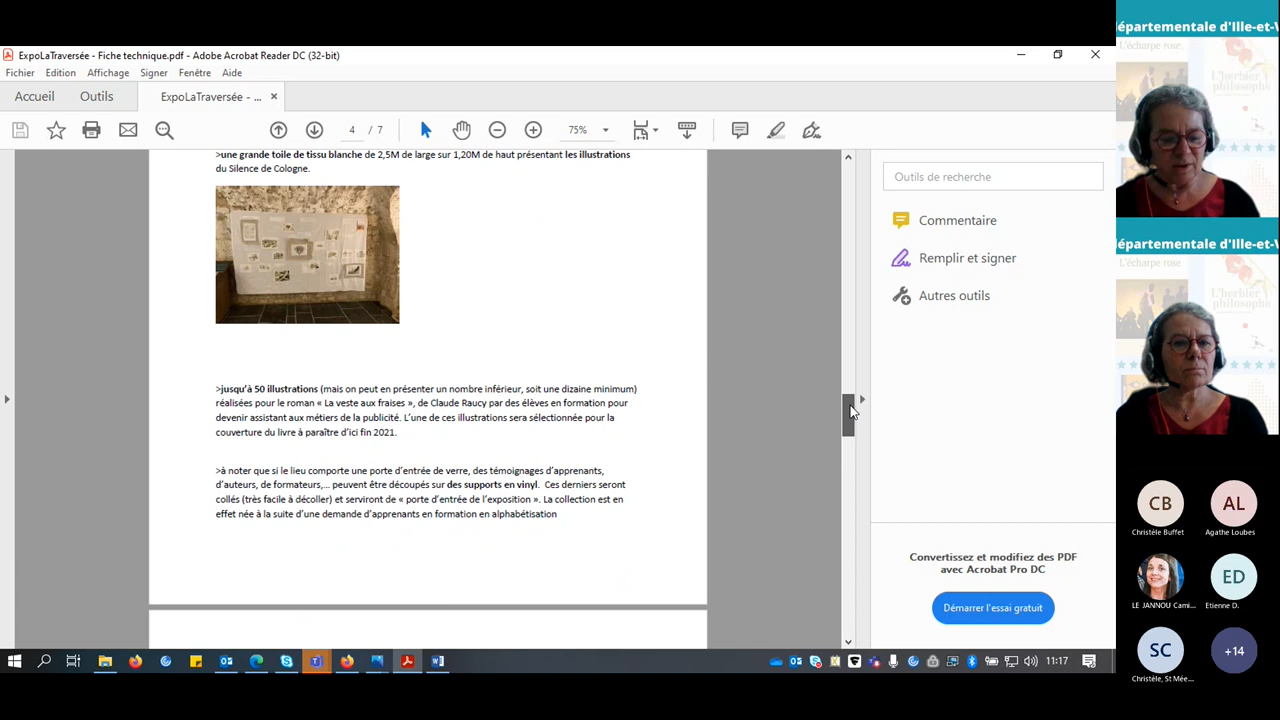 ExpoLaTraversée - Fiche technique.pdf - Adobe Acrobat Reader DC (32-bit)
Fichier Edition Affichage Signer Fenêtre Aide
Accueil Outils ExpoLaTraversée - ...
4 / 7 75%
>une grande toile de tissu blanche de 2,5M de large sur 1,20M de haut présentant les illustrations
du Silence de Cologne.
>jusqu'à 50 illustrations (mais on peut en présenter un nombre inférieur, soit une dizaine minimum)
réalisées pour le roman « La veste aux fraises », de Claude Raucy par des élèves en formation pour
devenir assistant aux métiers de la publicité. L'une de ces illustrations sera sélectionnée pour la
couverture du livre à paraître d'ici fin 2021.
>à noter que si le lieu comporte une porte d'entrée de verre, des témoignages d'apprenants,
d'auteurs, de formateurs,... peuvent être découpés sur des supports en vinyl. Ces derniers seront
collés (très facile à décoller) et serviront de « porte d'entrée de l'exposition ». La collection est en
effet née à la suite d'une demande d'apprenants en formation en alphabétisation
Outils de recherche
Commentaire
Remplir et signer
Autres outils
Convertissez et modifiez des PDF
avec Acrobat Pro DC
Démarrer l'essai gratuit
11:17
épartementale d'Ille-et-V
L'écharpe rose
L'herbier
philosophe
épartementale d'Ille-et-V
L'écharpe rose
L'herbier
philosophe
CB AL
Christèle Buffet Agathe Loubes
ED
LE JANNOU Cami... Etienne D.
SC +14
Christèle, St Mée...